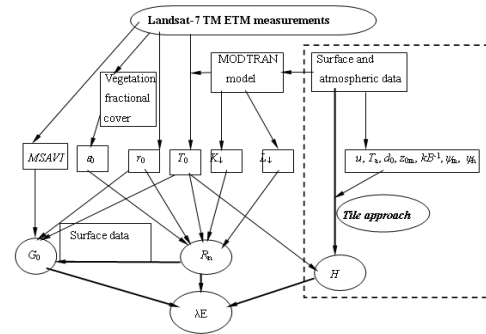 Landsat-7 TM ETM measurements
MODTRAN
model
Surface and
atmospheric data
Vegetation
fractional
cover
MSAVI
ε0
r0
T0
K↓
L↓
u, Ta, d0, z0m, kB-1, ψm, ψh
Tile approach
Surface data
G0
Rn
H
λE